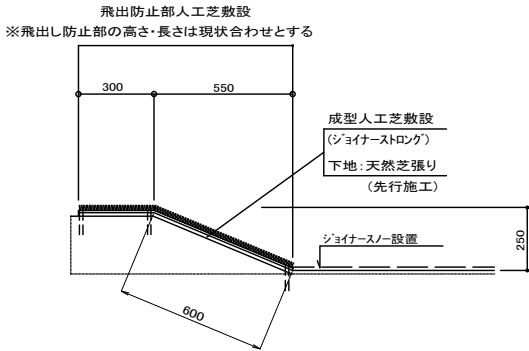 飛出防止部人工芝敷設
※飛出し防止部の高さ・長さは現状合わせとする
300
550
成型人工芝敷設
(ｼﾞｮｲﾅｰｽﾄﾛﾝｸﾞ)
下地：天然芝張り
(先行施工)
ｼﾞｮｲﾅｰｽﾉｰ設置
250
600